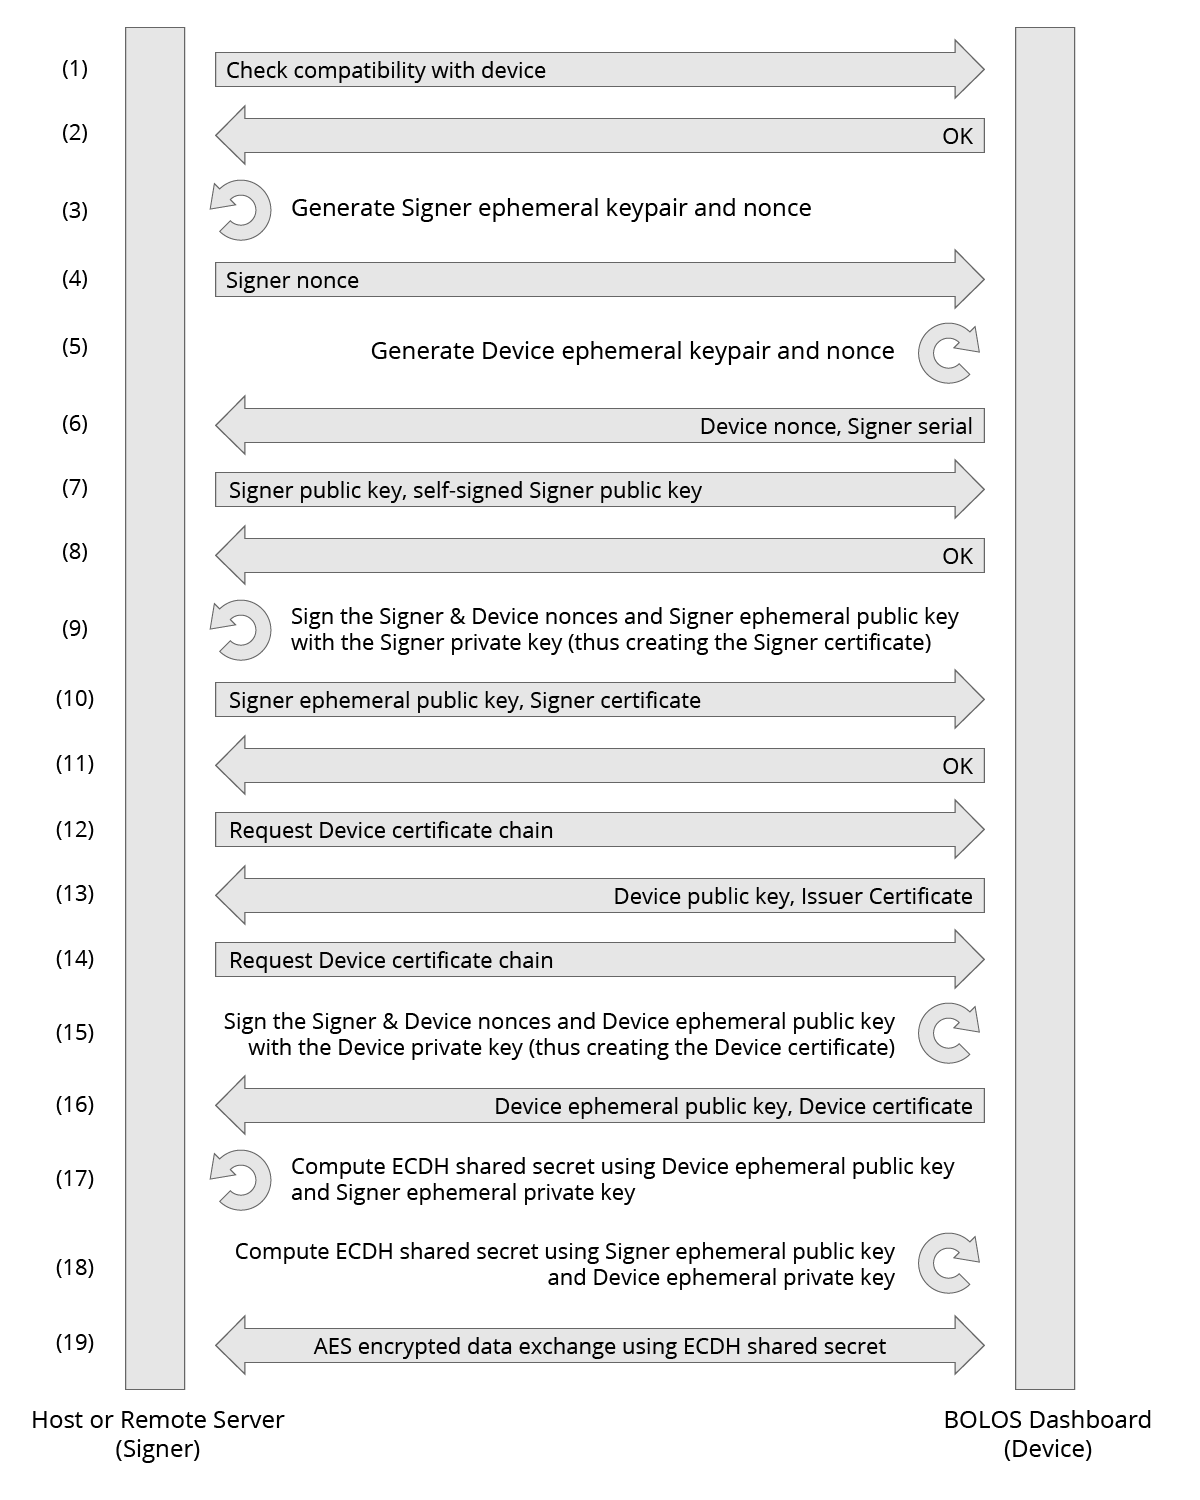 (1)
Check compatibility with device
(2)
OK
(3)
Generate Signer ephemeral keypair and nonce
(4)
Signer nonce
(5)
Generate Device ephemeral keypair and nonce
(6)
Device nonce, Signer serial
(7)
Signer public key, self-signed Signer public key
(8)
OK
(9)
Sign the Signer & Device nonces and Signer ephemeral public key
with the Signer private key (thus creating the Signer certificate)
(10)
Signer ephemeral public key, Signer certificate
(11)
OK
(12)
Request Device certificate chain
(13)
Device public key, Issuer Certificate
(14)
Request Device certificate chain
(15)
Sign the Signer & Device nonces and Device ephemeral public key
with the Device private key (thus creating the Device certificate)
(16)
Device ephemeral public key, Device certificate
(17)
Compute ECDH shared secret using Device ephemeral public key
and Signer ephemeral private key
(18)
Compute ECDH shared secret using Signer ephemeral public key
and Device ephemeral private key
(19)
AES encrypted data exchange using ECDH shared secret
Host or Remote Server
(Signer)
BOLOS Dashboard
(Device)